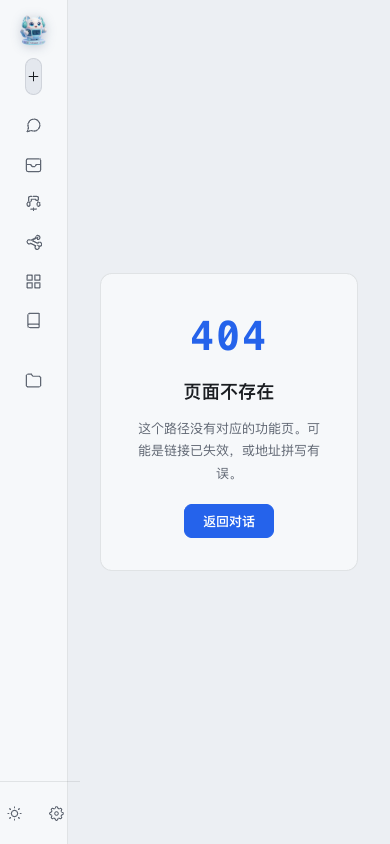 404
页面不存在
这个路径没有对应的功能页。可
能是链接已失效，或地址拼写有
误。
返回对话